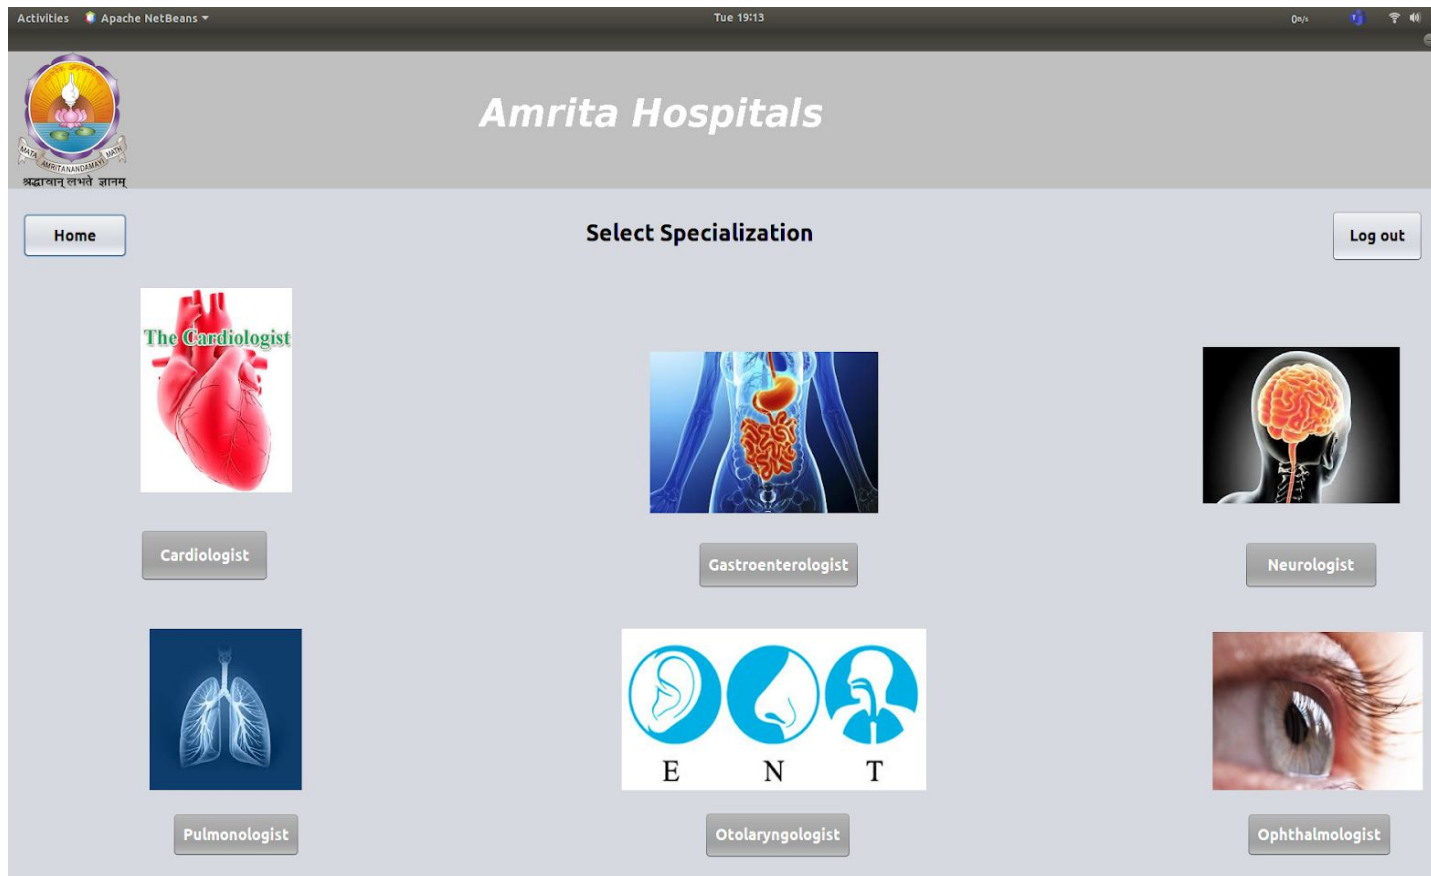 Activities Apache NetBeans Tue 19:13 0n/s
Amrita Hospitals
MATA AMRITANANDAMAYI MATH
श्रद्धावान् लभते ज्ञानम्
Home Select Specialization Log out
The Cardiologist
Cardiologist Gastroenterologist Neurologist
E N T
Pulmonologist Otolaryngologist Ophthalmologist